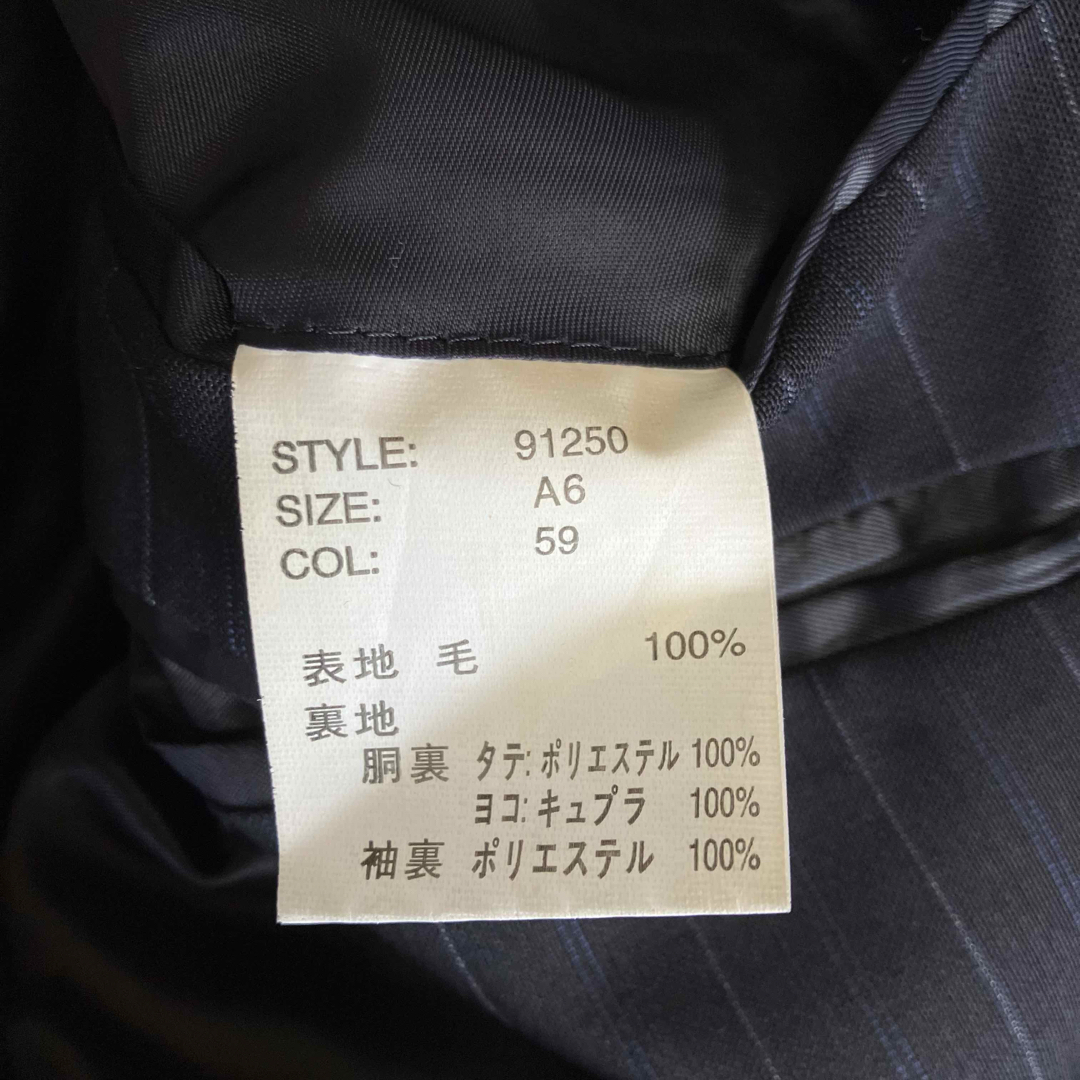 STYLE: 91250
SIZE: A6
COL: 59
表地 毛 100%
裏地
胴裏 タテ:ポリエステル 100%
ヨコ:キュプラ 100%
袖裏 ポリエステル 100%